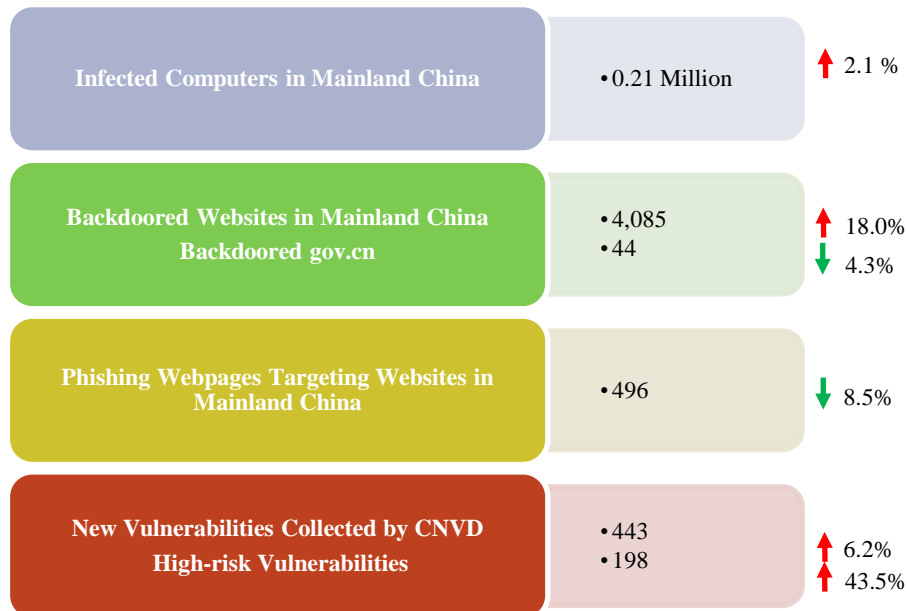 Infected Computers in Mainland China
• 0.21 Million
2.1 %
Backdoored Websites in Mainland China
Backdoored gov.cn
• 4,085
• 44
18.0%
4.3%
Phishing Webpages Targeting Websites in
Mainland China
• 496
8.5%
New Vulnerabilities Collected by CNVD
High-risk Vulnerabilities
• 443
• 198
6.2%
43.5%